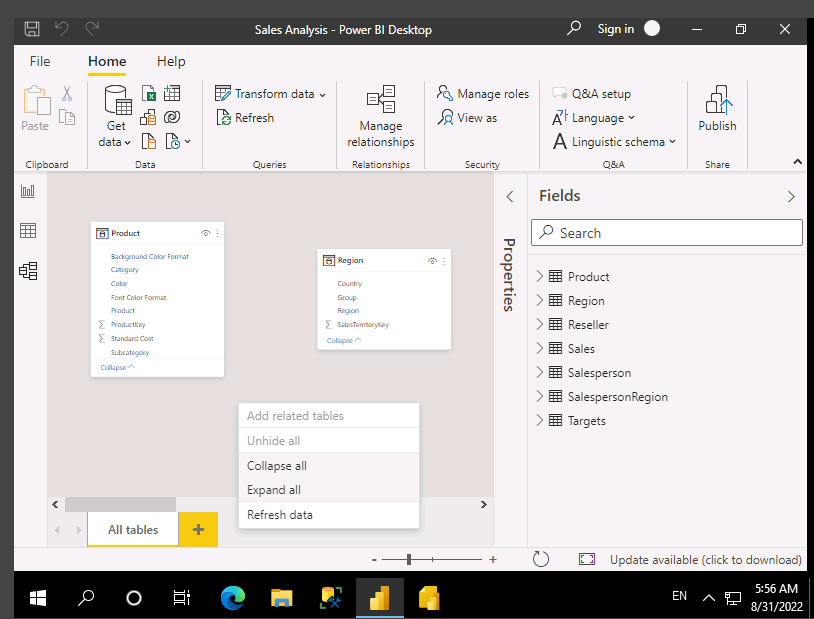 Sales Analysis - Power BI Desktop
Sign in
File
Home
Help
Paste
Get
data
Transform data
Refresh
Manage
relationships
Manage roles
View as
Q&A setup
Language
Linguistic schema
Publish
Clipboard
Data
Queries
Relationships
Security
Q&A
Share
Product
Background Color Format
Category
Color
Font Color Format
Product
ProductKey
Standard Cost
Subcategory
Collapse
Region
Country
Group
Region
SalesTerritoryKey
Collapse
Add related tables
Unhide all
Collapse all
Expand all
Refresh data
All tables
Properties
Fields
Search
Product
Region
Reseller
Sales
Salesperson
SalespersonRegion
Targets
Update available (click to download)
EN
5:56 AM
8/31/2022